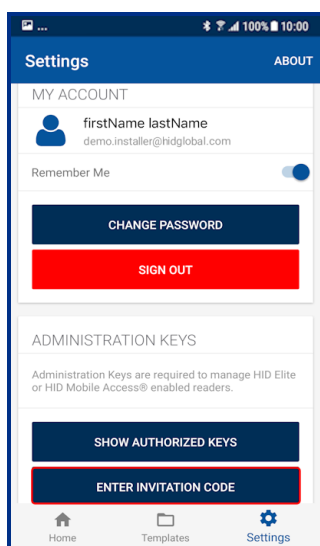 ... 100% 10:00
Settings ABOUT
MY ACCOUNT
firstName lastName
demo.installer@hidglobal.com
Remember Me
CHANGE PASSWORD
SIGN OUT
ADMINISTRATION KEYS
Administration Keys are required to manage HID Elite
or HID Mobile Access® enabled readers.
SHOW AUTHORIZED KEYS
ENTER INVITATION CODE
Home Templates Settings